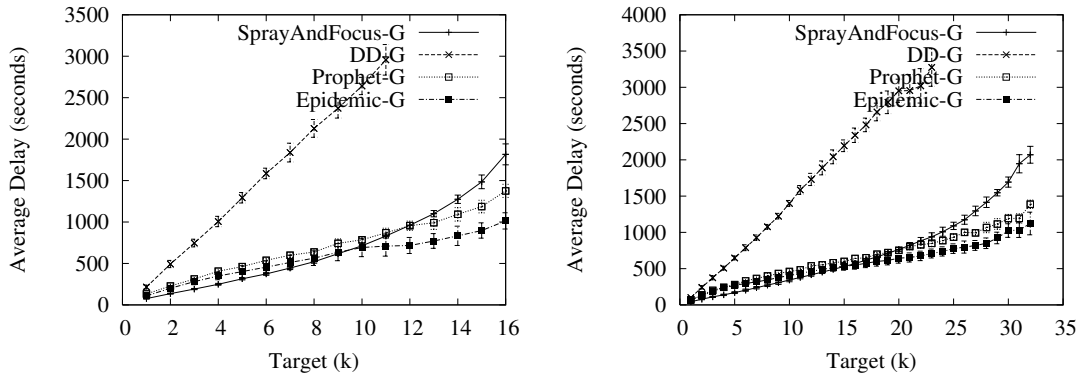 3500
3000
2500
2000
1500
1000
500
0
Average Delay (seconds)
SprayAndFocus-G
DD-G
Prophet-G
Epidemic-G
0 2 4 6 8 10 12 14 16
Target (k)
4000
3500
3000
2500
2000
1500
1000
500
0
Average Delay (seconds)
SprayAndFocus-G
DD-G
Prophet-G
Epidemic-G
0 5 10 15 20 25 30 35
Target (k)